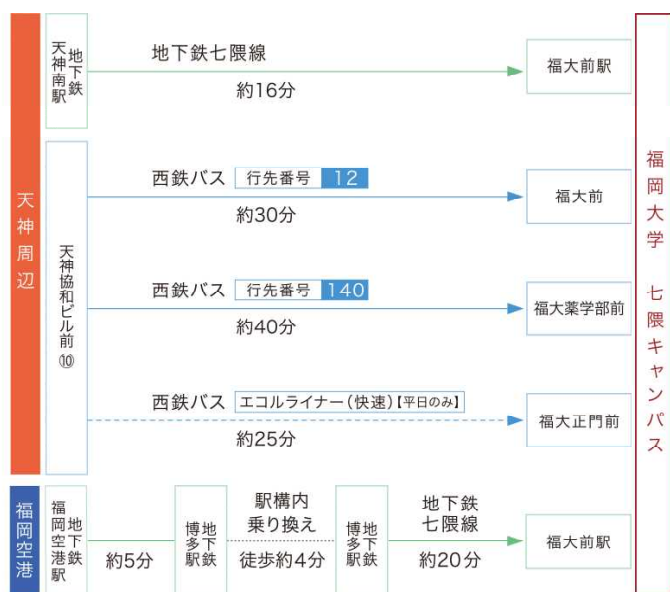 天神周辺
地下鉄
天神南駅
地下鉄七隈線
約16分
福大前駅
天神協和ビル前⑩
西鉄バス 行先番号 12
約30分
福大前
西鉄バス 行先番号 140
約40分
福大薬学部前
西鉄バス エコルライナー(快速)【平日のみ】
約25分
福大正門前
福岡空港
地下鉄
福岡空港駅
約5分
地下鉄
博多駅
駅構内
乗り換え
徒歩約4分
地下鉄
博多駅
地下鉄
七隈線
約20分
福大前駅
福岡大学 七隈キャンパス